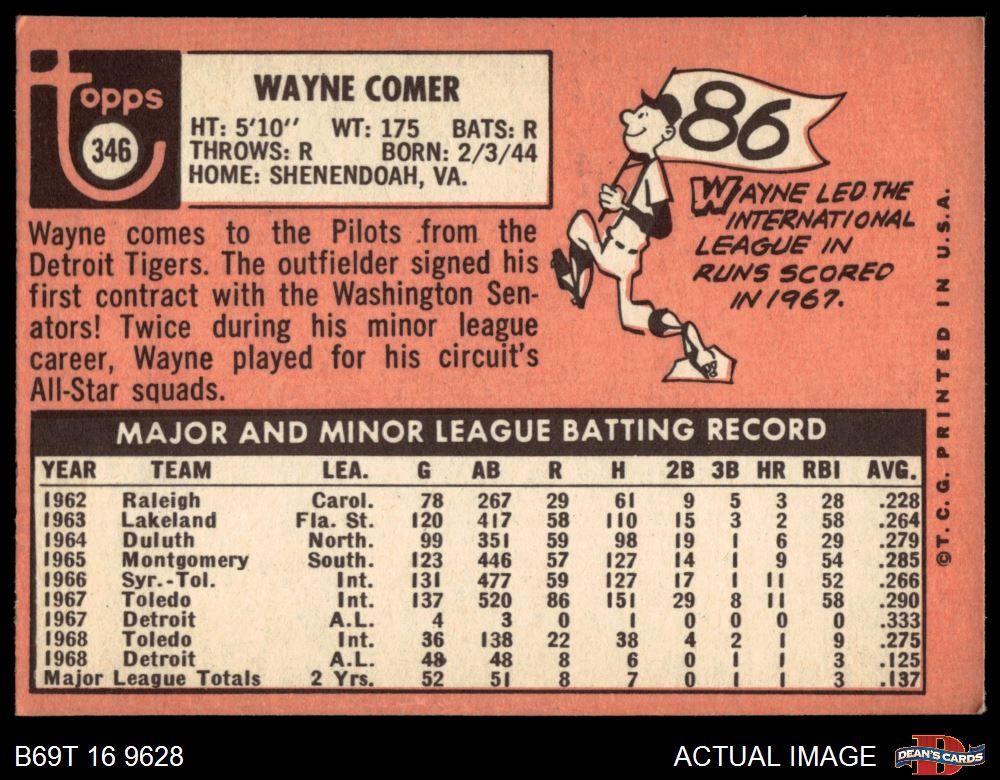 topps
346
WAYNE COMER
HT: 5'10" WT: 175 BATS: R
THROWS: R BORN: 2/3/44
HOME: SHENENDOAH, VA.
86
WAYNE LED THE
INTERNATIONAL
LEAGUE IN
RUNS SCORED
IN 1967.
Wayne comes to the Pilots from the
Detroit Tigers. The outfielder signed his
first contract with the Washington Sen-
ators! Twice during his minor league
career, Wayne played for his circuit's
All-Star squads.
MAJOR AND MINOR LEAGUE BATTING RECORD
YEAR TEAM LEA. G AB R H 2B 3B HR RBI AVG.
1962 Raleigh Carol. 78 267 29 61 9 5 3 28 .228
1963 Lakeland Fla. St. 120 417 58 110 15 3 2 58 .264
1964 Duluth North. 99 351 59 98 19 1 6 29 .279
1965 Montgomery South. 123 446 57 127 14 1 9 54 .285
1966 Syr.-Tol. Int. 131 477 59 127 17 1 11 52 .266
1967 Toledo Int. 137 520 86 151 29 8 11 58 .290
1967 Detroit A.L. 4 3 0 1 0 0 0 0 .333
1968 Toledo Int. 36 138 22 38 4 2 1 9 .275
1968 Detroit A.L. 48 48 8 6 0 1 1 3 .125
Major League Totals 2 Yrs. 52 51 8 7 0 1 1 3 .137
©T. C. G. PRINTED IN U.S.A.
B69T 16 9628
ACTUAL IMAGE
D
DEAN'S CARDS